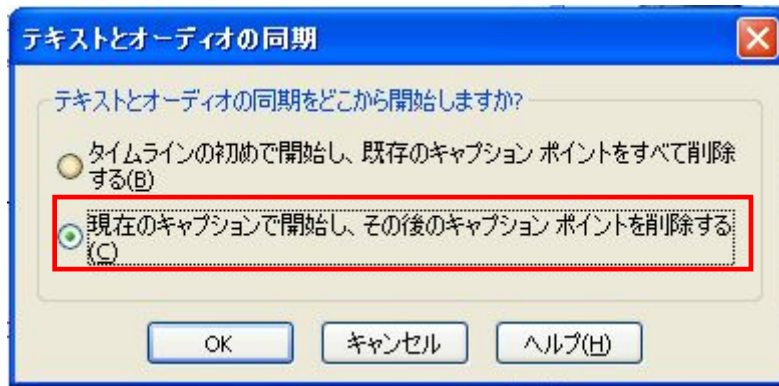 テキストとオーディオの同期
テキストとオーディオの同期をどこから開始しますか?
タイムラインの初めで開始し、既存のキャプション ポイントをすべて削除
する(B)
現在のキャプションで開始し、その後のキャプション ポイントを削除する
(C)
OK キャンセル ヘルプ(H)